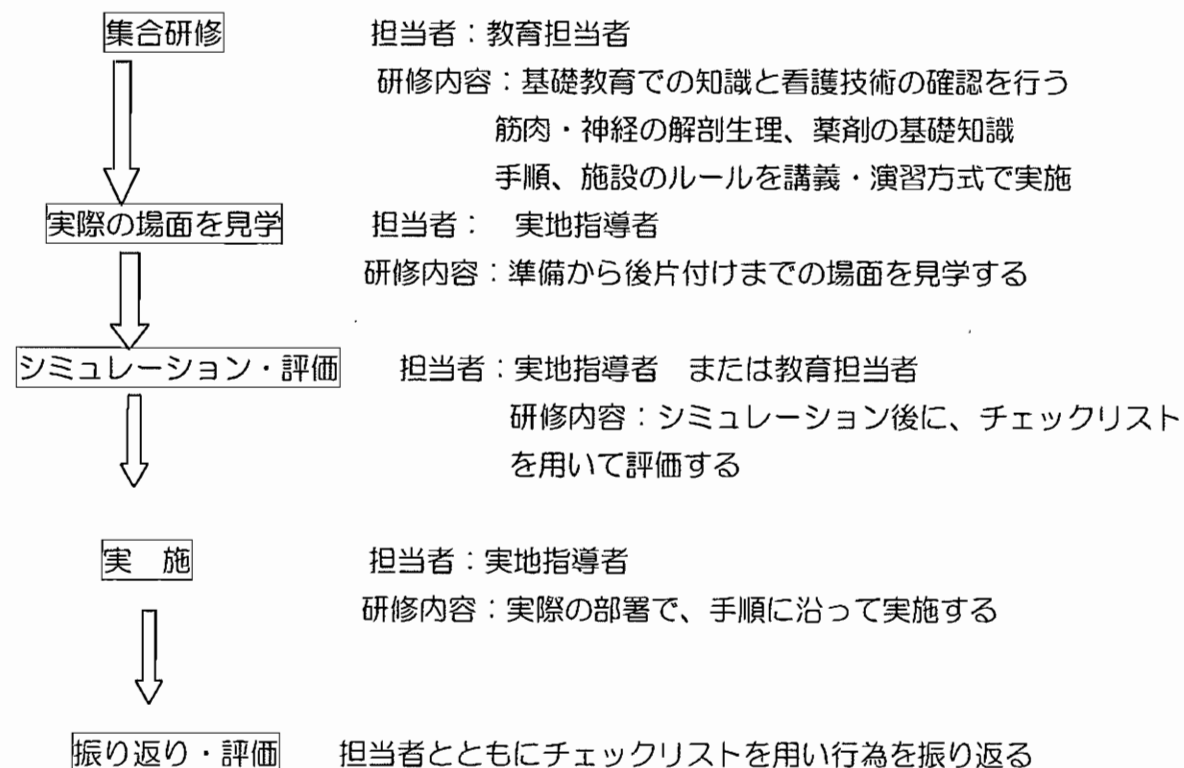 集合研修　担当者：教育担当者
研修内容：基礎教育での知識と看護技術の確認を行う
筋肉・神経の解剖生理、薬剤の基礎知識
手順、施設のルールを講義・演習方式で実施
実際の場面を見学　担当者：　実地指導者
研修内容：準備から後片付けまでの場面を見学する
シミュレーション・評価　担当者：実地指導者　または教育担当者
研修内容：シミュレーション後に、チェックリスト
を用いて評価する
実　施　担当者：実地指導者
研修内容：実際の部署で、手順に沿って実施する
振り返り・評価　担当者とともにチェックリストを用い行為を振り返る